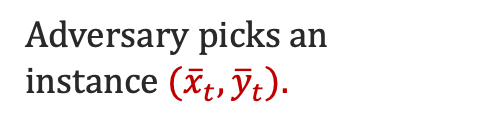 Adversary picks an
instance (x̄ₜ, ȳₜ).